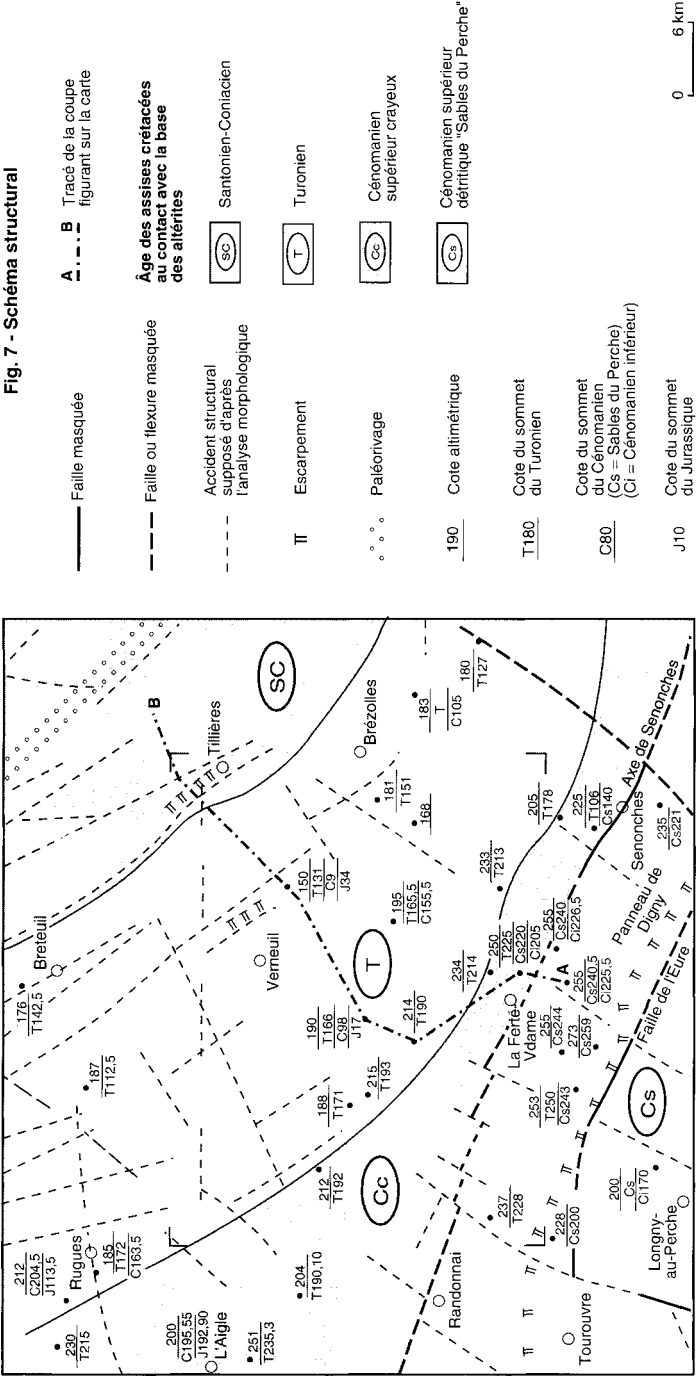 Fig. 7 - Schéma structural
Faille masquée
Faille ou flexure masquée
Accident structural
supposé d'après
l'analyse morphologique
π Escarpement
Paléorivage
190 Cote altimétrique
T180 Cote du sommet
du Turonien
C80 Cote du sommet
du Cénomanien
(Cs = Sables du Perche)
(Ci = Cénomanien inférieur)
J10 Cote du sommet
du Jurassique
A B Tracé de la coupe
figurant sur la carte
Âge des assises crétacées
au contact avec la base
des altérites
SC Santonien-Coniacien
T Turonien
Cc Cénomanien
supérieur crayeux
Cs Cénomanien supérieur
détritique "Sables du Perche"
0 6 km
212
C204,5
J113,5
Rugues
230
T215
185
T172
C163,5
187
T112,5
176
T142,5
Breteuil
B
Tillières
SC
200
C195,55
J192,90
L'Aigle
251
T235,3
204
T190,10
212
T192
188
T171
215
T193
Verneuil
150
T131
C9
J34
190
T166
C98
J17
T
214
T190
195
T165,5
C155,5
181
T151
168
Brézolles
183
T
C105
180
T127
Cc
Randonnai
237
T228
234
T214
250
T225
Cs220
Ci205
233
T213
205
T178
La Ferté-
Vdame
228
Cs200
253
T250
Cs243
255
Cs244
273
Cs259
A
255
Cs240,5
Ci225,5
255
Cs240
Ci226,5
225
T106
Cs140
Senonches
Axe de Senonches
235
Cs221
Tourouvre
Cs
200
Cs
Ci170
Longny-
au-Perche
Faille de l'Eure
Panneau de
Digny